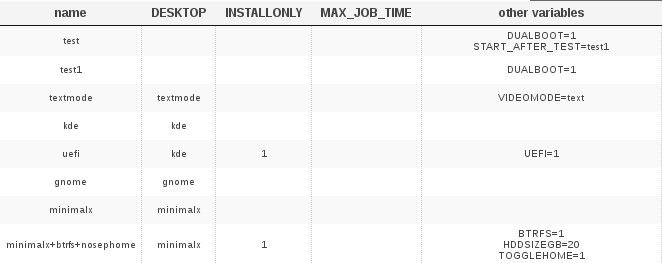 name DESKTOP INSTALLONLY MAX_JOB_TIME other variables
test DUALBOOT=1
START_AFTER_TEST=test1
test1 DUALBOOT=1
textmode textmode VIDEOMODE=text
kde kde
uefi kde 1 UEFI=1
gnome gnome
minimalx minimalx
BTRFS=1
minimalx+btrfs+nosephome minimalx 1 HDDSIZEGB=20
TOGGLEHOME=1